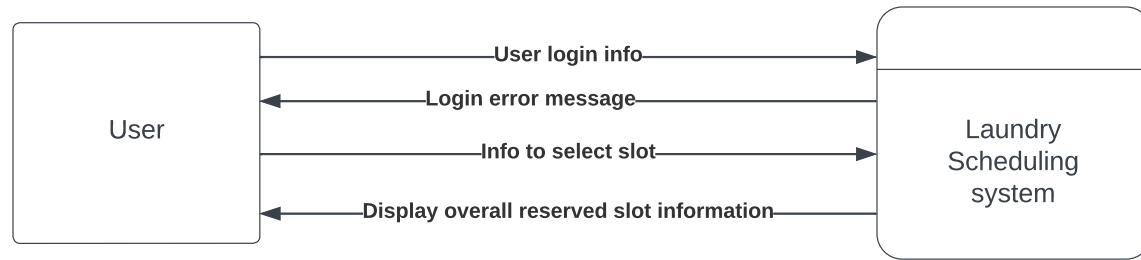 User login info
Login error message
User
Info to select slot
Display overall reserved slot information
Laundry
Scheduling
system